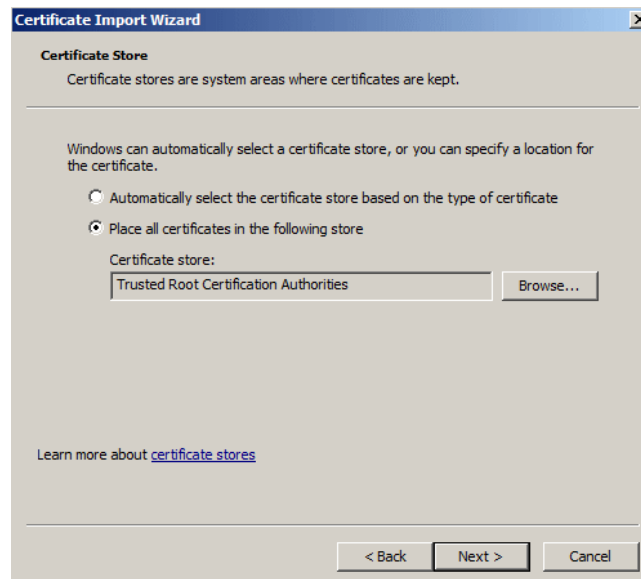 Certificate Import Wizard
Certificate Store
Certificate stores are system areas where certificates are kept.
Windows can automatically select a certificate store, or you can specify a location for
the certificate.
Automatically select the certificate store based on the type of certificate
Place all certificates in the following store
Certificate store:
Trusted Root Certification Authorities
Browse...
Learn more about certificate stores
< Back
Next >
Cancel